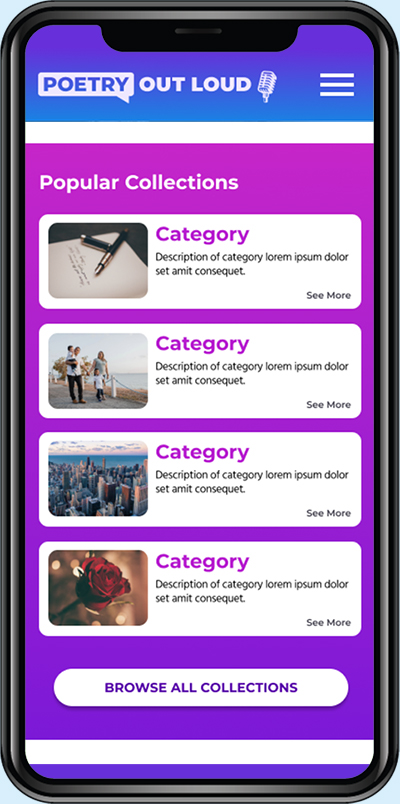 POETRY OUT LOUD
Popular Collections
Category
Description of category lorem ipsum dolor
set amit consequet.
See More
Category
Description of category lorem ipsum dolor
set amit consequet.
See More
Category
Description of category lorem ipsum dolor
set amit consequet.
See More
Category
Description of category lorem ipsum dolor
set amit consequet.
See More
BROWSE ALL COLLECTIONS